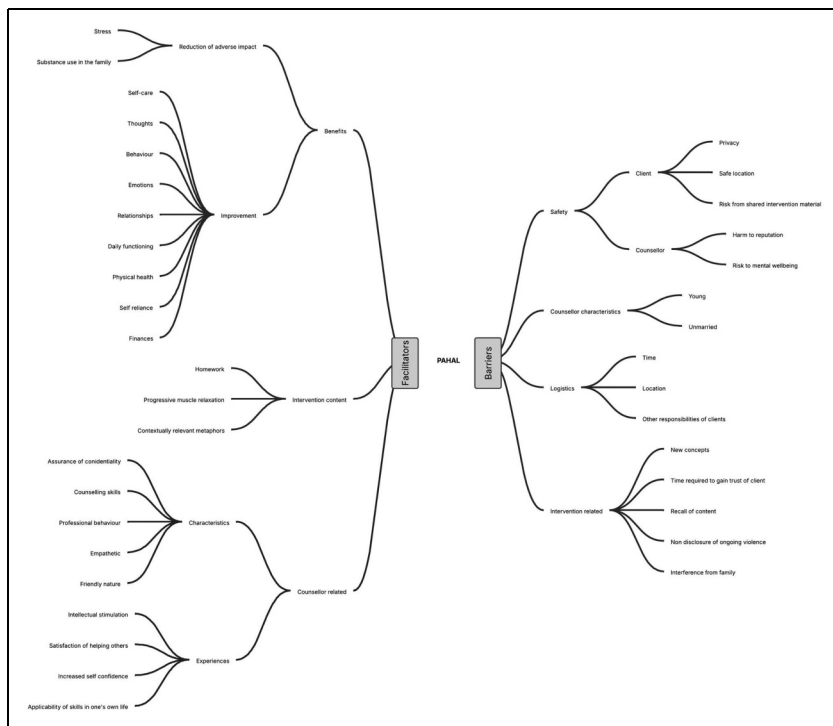 Stress
Substance use in the family
Reduction of adverse impact
Self-care
Thoughts
Behaviour
Emotions
Relationships
Daily functioning
Physical health
Self reliance
Finances
Improvement
Benefits
Homework
Progressive muscle relaxation
Contextually relevant metaphors
Intervention content
Assurance of conidentiality
Counselling skills
Professional behaviour
Empathetic
Friendly nature
Characteristics
Intellectual stimulation
Satisfaction of helping others
Increased self confidence
Applicability of skills in one's own life
Experiences
Counsellor related
Facilitators
PAHAL
Barriers
Safety
Client
Privacy
Safe location
Risk from shared intervention material
Counsellor
Harm to reputation
Risk to mental wellbeing
Counsellor characteristics
Young
Unmarried
Logistics
Time
Location
Other responsibilities of clients
Intervention related
New concepts
Time required to gain trust of client
Recall of content
Non disclosure of ongoing violence
Interference from family